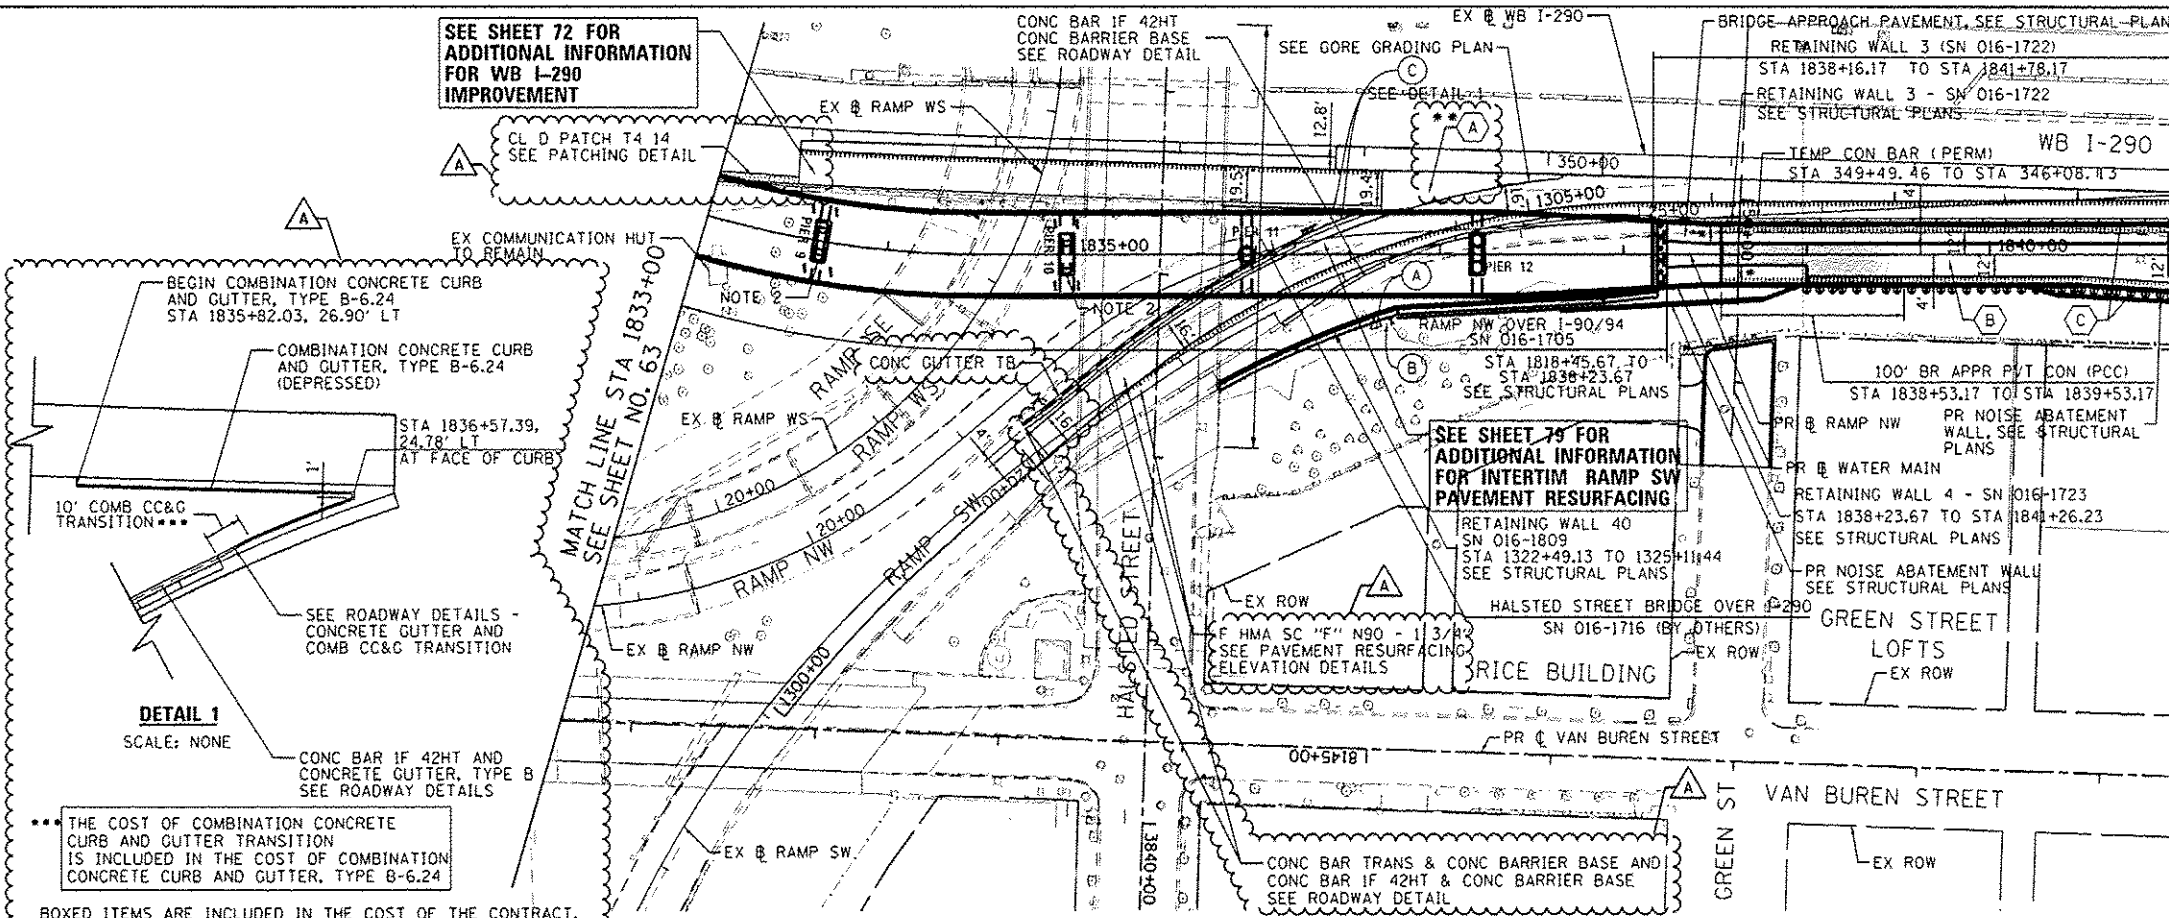 SEE SHEET 72 FOR
ADDITIONAL INFORMATION
FOR WB I-290
IMPROVEMENT
CONC BAR IF 42HT
CONC BARRIER BASE
SEE ROADWAY DETAIL
EX ℄ WB I-290
SEE GORE GRADING PLAN
C
SEE DETAIL 1
**
A
BRIDGE APPROACH PAVEMENT, SEE STRUCTURAL PLAN
RETAINING WALL 3 (SN 016-1722)
STA 1838+16.17 TO STA 1841+78.17
RETAINING WALL 3 - SN 016-1722
SEE STRUCTURAL PLANS
WB I-290
TEMP CON BAR (PERM)
STA 349+49.46 TO STA 346+08.13
EX ℄ RAMP WS
CL D PATCH T4 14
SEE PATCHING DETAIL
A
A
12.8'
19.5'
19.4'
16'
350+00
1305+00
EX COMMUNICATION HUT
TO REMAIN
PIER 9
PIER 10
1835+00
PIER 11
PIER 12
1840+00
4'
12'
12'
12'
4'
NOTE 2
NOTE 2
A
B
C
BEGIN COMBINATION CONCRETE CURB
AND GUTTER, TYPE B-6.24
STA 1835+82.03, 26.90' LT
COMBINATION CONCRETE CURB
AND GUTTER, TYPE B-6.24
(DEPRESSED)
STA 1836+57.39,
24.78' LT
AT FACE OF CURB
1'
10' COMB CC&G
TRANSITION ***
SEE ROADWAY DETAILS -
CONCRETE GUTTER AND
COMB CC&G TRANSITION
DETAIL 1
SCALE: NONE
CONC BAR IF 42HT AND
CONCRETE GUTTER, TYPE B
SEE ROADWAY DETAILS
*** THE COST OF COMBINATION CONCRETE
CURB AND GUTTER TRANSITION
IS INCLUDED IN THE COST OF COMBINATION
CONCRETE CURB AND GUTTER, TYPE B-6.24
BOXED ITEMS ARE INCLUDED IN THE COST OF THE CONTRACT.
MATCH LINE STA 1833+00
SEE SHEET NO. 63
RAMP SE
RAMP WS
CONC GUTTER TB
EX ℄ RAMP WS
120+00
120+00
RAMP NW
RAMP SW
EX ℄ RAMP NW
1300+00
EX ℄ RAMP SW
16'
16'
4'
RAMP NW OVER I-90/94
SN 016-1705
STA 1818+45.67 TO
STA 1838+23.67
SEE STRUCTURAL PLANS
B
100' BR APPR PVT CON (PCC)
STA 1838+53.17 TO STA 1839+53.17
PR ℄ RAMP NW
PR NOISE ABATEMENT
WALL, SEE STRUCTURAL
PLANS
SEE SHEET 79 FOR
ADDITIONAL INFORMATION
FOR INTERTIM RAMP SW
PAVEMENT RESURFACING
PR ℄ WATER MAIN
RETAINING WALL 4 - SN 016-1723
STA 1838+23.67 TO STA 1841+26.23
SEE STRUCTURAL PLANS
RETAINING WALL 40
SN 016-1809
STA 1322+49.13 TO 1325+11.44
SEE STRUCTURAL PLANS
PR NOISE ABATEMENT WALL
SEE STRUCTURAL PLANS
A
EX ROW
HALSTED STREET BRIDGE OVER I-290
SN 016-1716 (BY OTHERS)
GREEN STREET
LOFTS
F HMA SC "F" N90 - 1 3/4"
SEE PAVEMENT RESURFACING
ELEVATION DETAILS
RICE BUILDING
EX ROW
EX ROW
HALSTED STREET
PR ℄ VAN BUREN STREET
18145+00
13840+00
A
GREEN ST
VAN BUREN STREET
EX ROW
CONC BAR TRANS & CONC BARRIER BASE AND
CONC BAR IF 42HT & CONC BARRIER BASE
SEE ROADWAY DETAIL